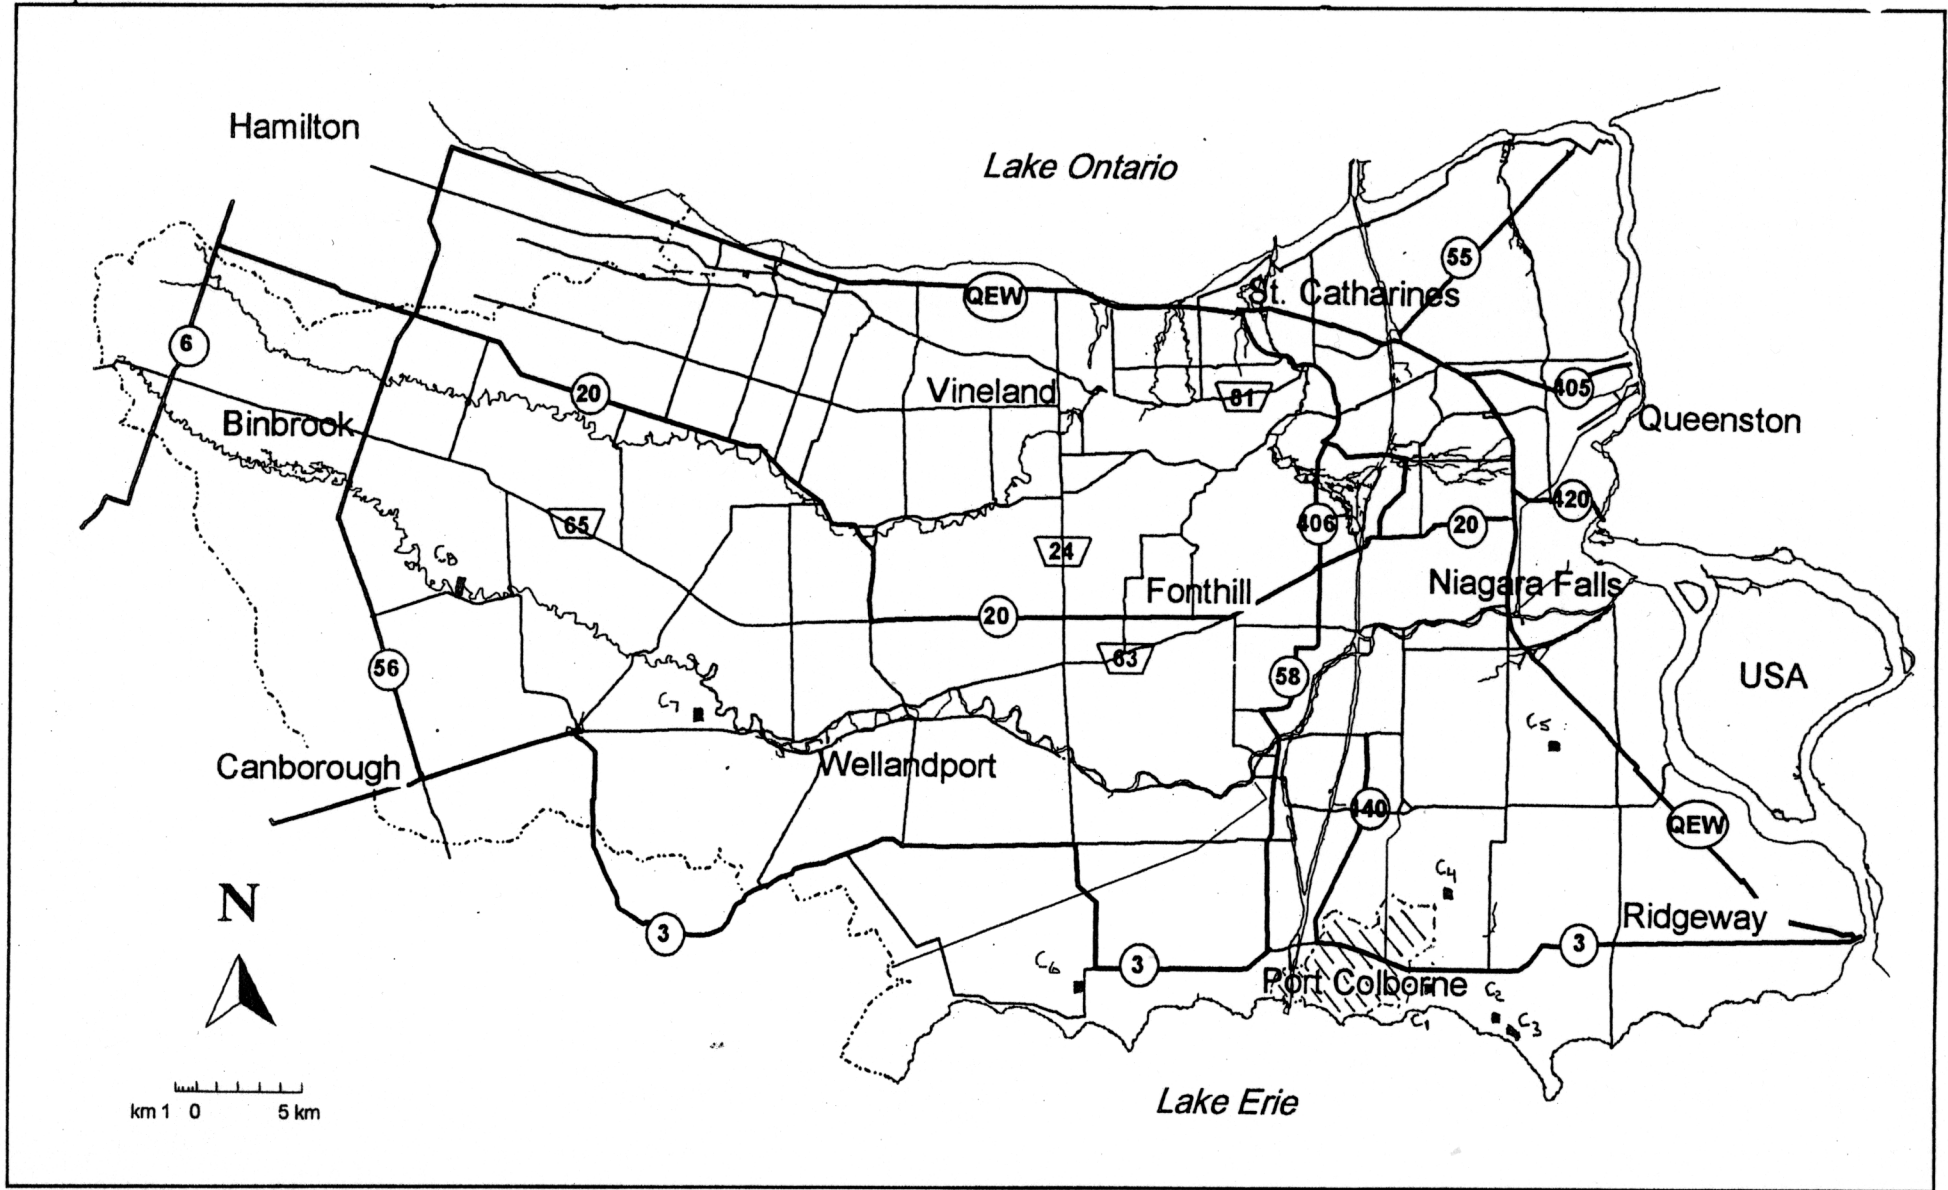 Hamilton
Lake Ontario
55
QEW
St. Catharines
6
20
Vineland
81
405
Binbrook
Queenston
65
24
406
20
420
C8
Fonthill
Niagara Falls
20
63
56
58
USA
C7
C5
Canborough
Wellandport
140
QEW
C4
N
3
Ridgeway
3
C6
3
Port Colborne
C2
C1
C3
km 1 0 5 km
Lake Erie